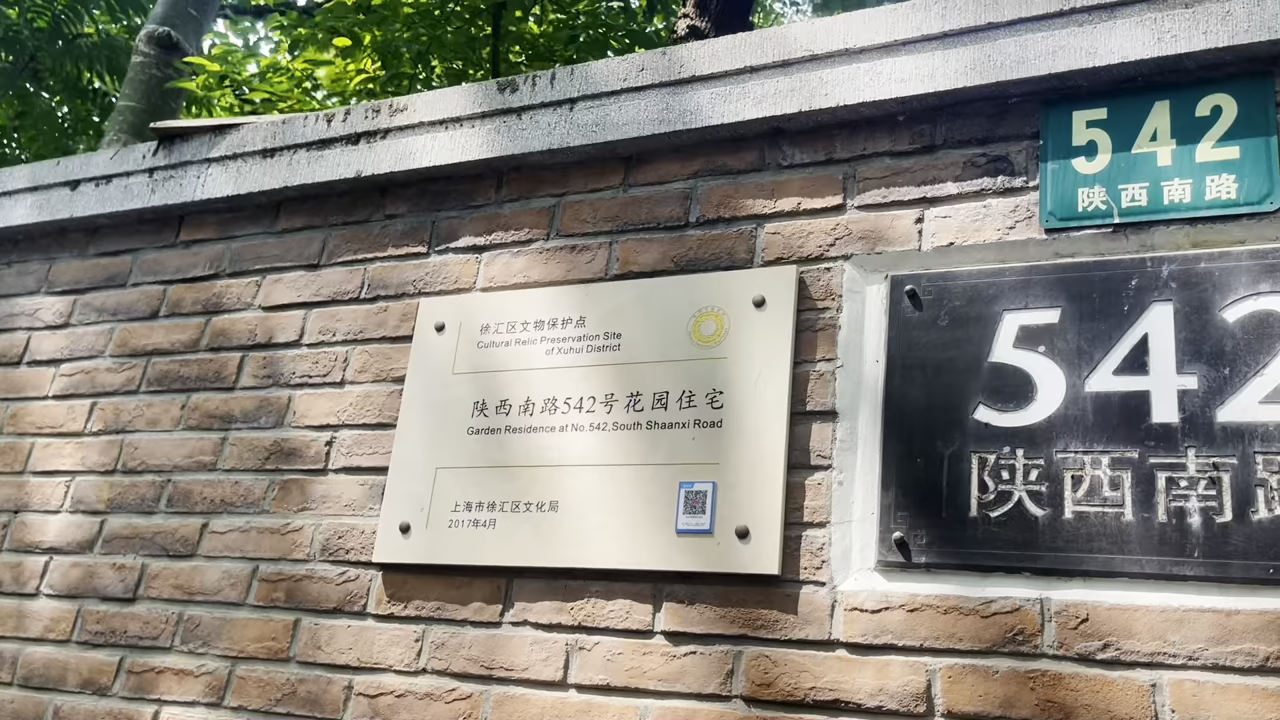 徐汇区文物保护点
Cultural Relic Preservation Site
of Xuhui District
陕西南路542号花园住宅
Garden Residence at No.542,South Shaanxi Road
上海市徐汇区文化局
2017年4月
542
陕西南路
542
陕西南路